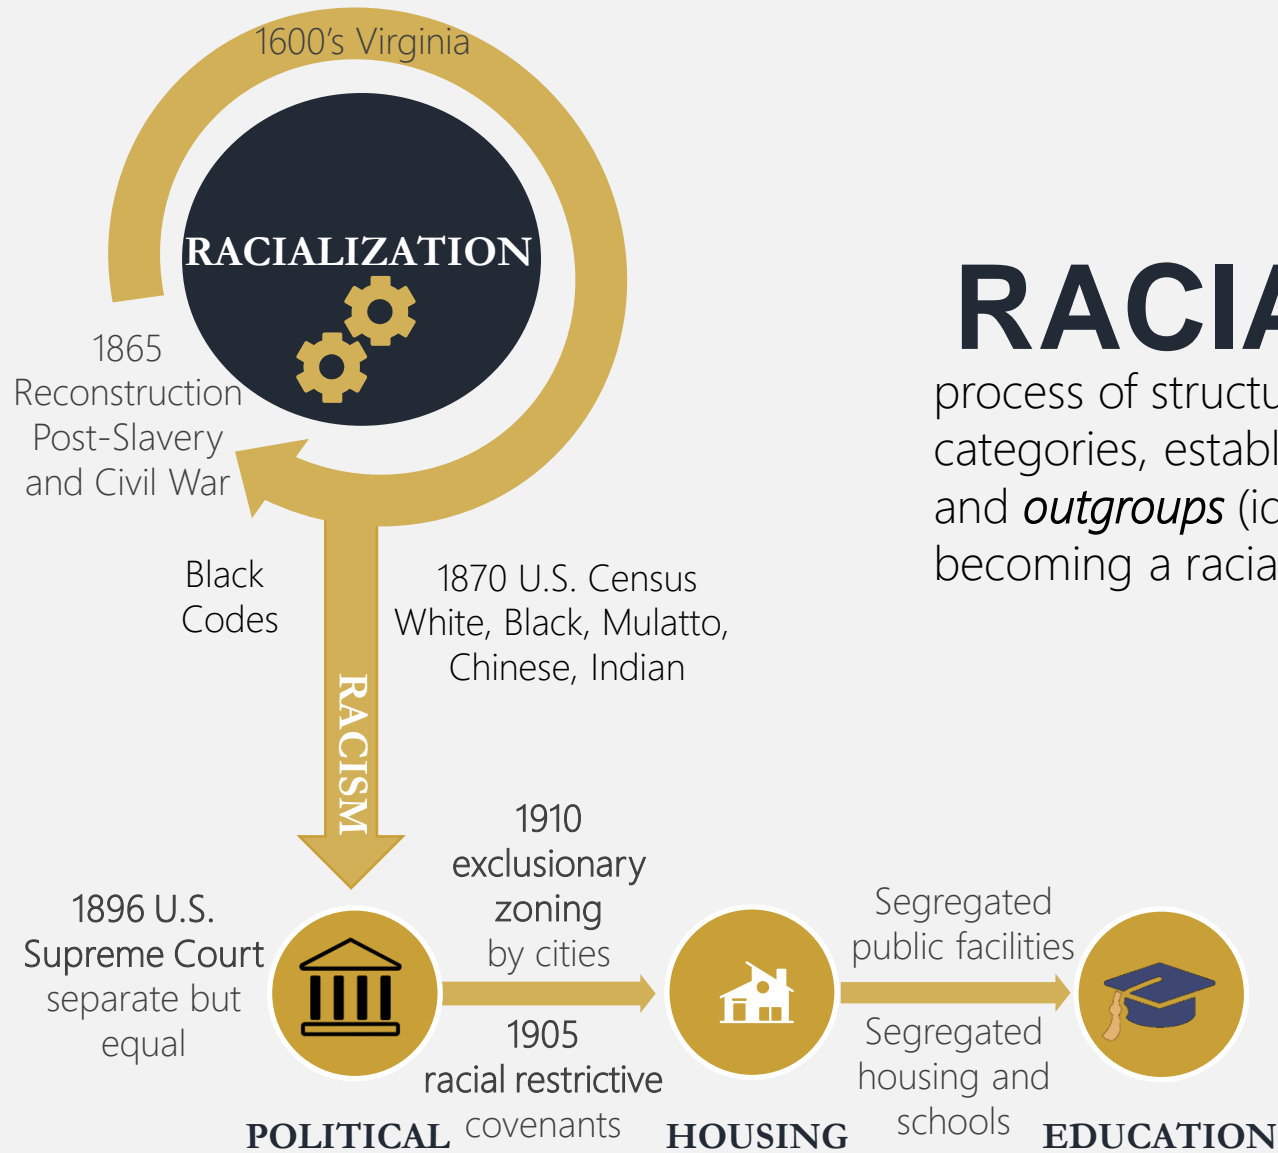 1600's Virginia
RACIALIZATION
1865
Reconstruction
Post-Slavery
and Civil War
Black
Codes
1870 U.S. Census
White, Black, Mulatto,
Chinese, Indian
RACISM
1896 U.S.
Supreme Court
separate but
equal
1910
exclusionary
zoning
by cities
1905
racial restrictive
covenants
Segregated
public facilities
Segregated
housing and
schools
POLITICAL
HOUSING
EDUCATION
RACIA
process of structu
categories, establ
and outgroups (id
becoming a racia